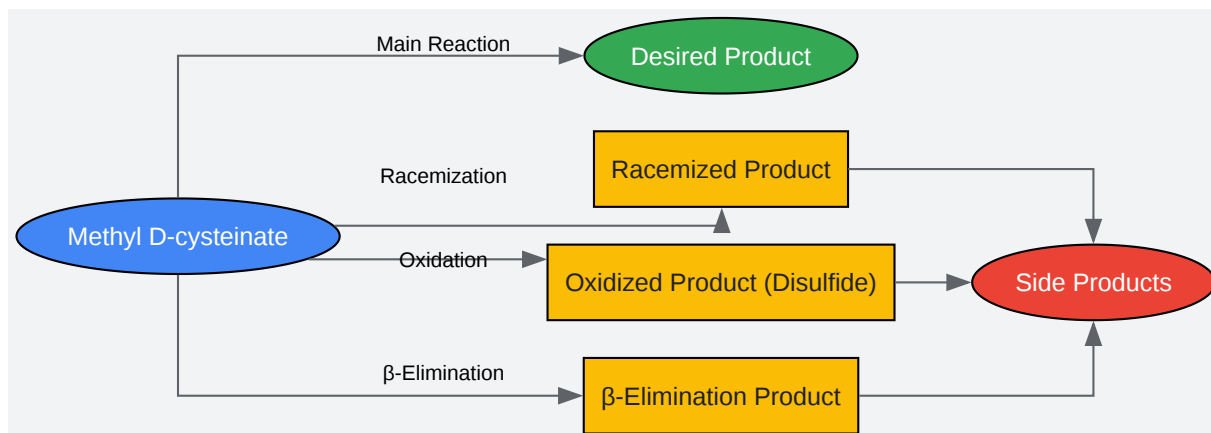 Main Reaction
Desired Product
Racemization
Racemized Product
Methyl D-cysteinate
Oxidation
Oxidized Product (Disulfide)
Side Products
β-Elimination
β-Elimination Product